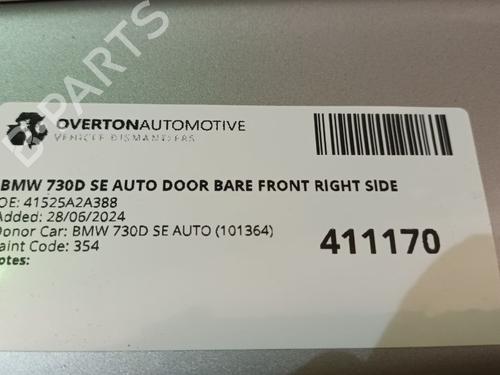 B-PARTS
OVERTONAUTOMOTIVE
VEHICLE DISMANTLERS
BMW 730D SE AUTO DOOR BARE FRONT RIGHT SIDE
OE: 41525A2A388
Added: 28/06/2024
Donor Car: BMW 730D SE AUTO (101364)
aint Code: 354
otes:
411170